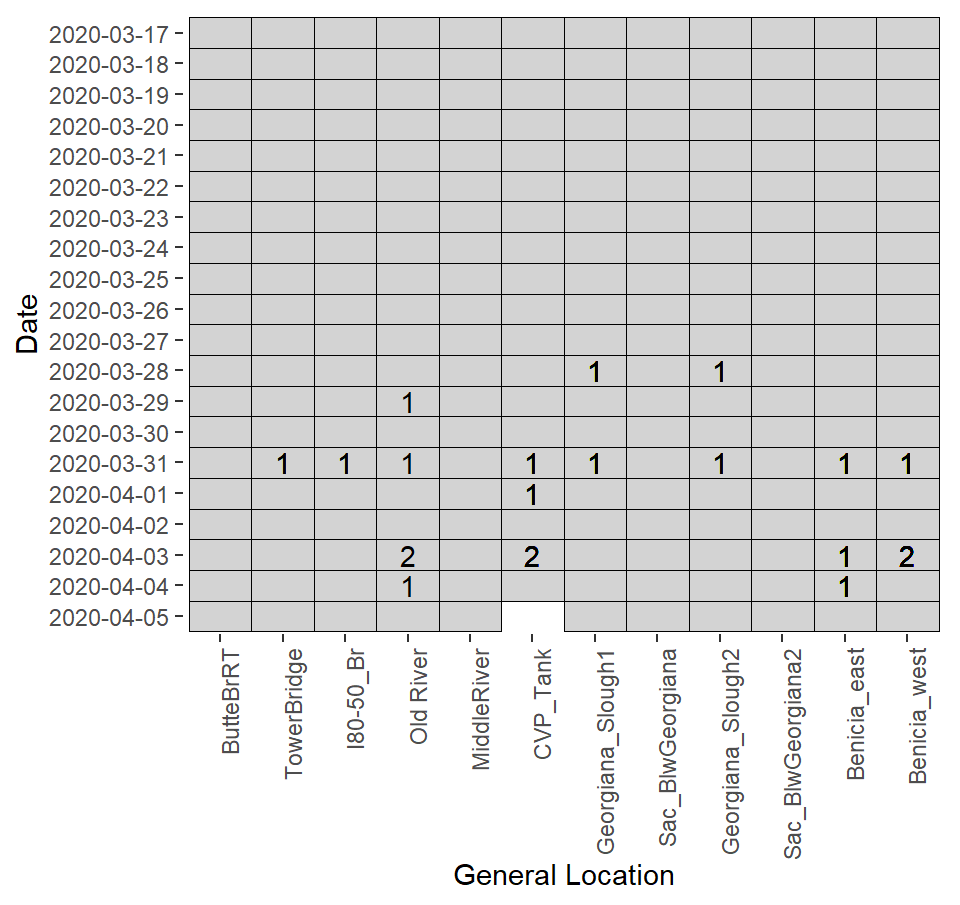 2020-03-17
2020-03-18
2020-03-19
2020-03-20
2020-03-21
2020-03-22
2020-03-23
2020-03-24
2020-03-25
2020-03-26
2020-03-27
2020-03-28 1 1
2020-03-29 1
2020-03-30
2020-03-31 1 1 1 1 1 1 1 1
2020-04-01 1
2020-04-02
2020-04-03 2 2 1 2
2020-04-04 1 1
2020-04-05
Date
ButteBrRT
TowerBridge
I80-50_Br
Old River
MiddleRiver
CVP_Tank
Georgiana_Slough1
Sac_BlwGeorgiana
Georgiana_Slough2
Sac_BlwGeorgiana2
Benicia_east
Benicia_west
General Location